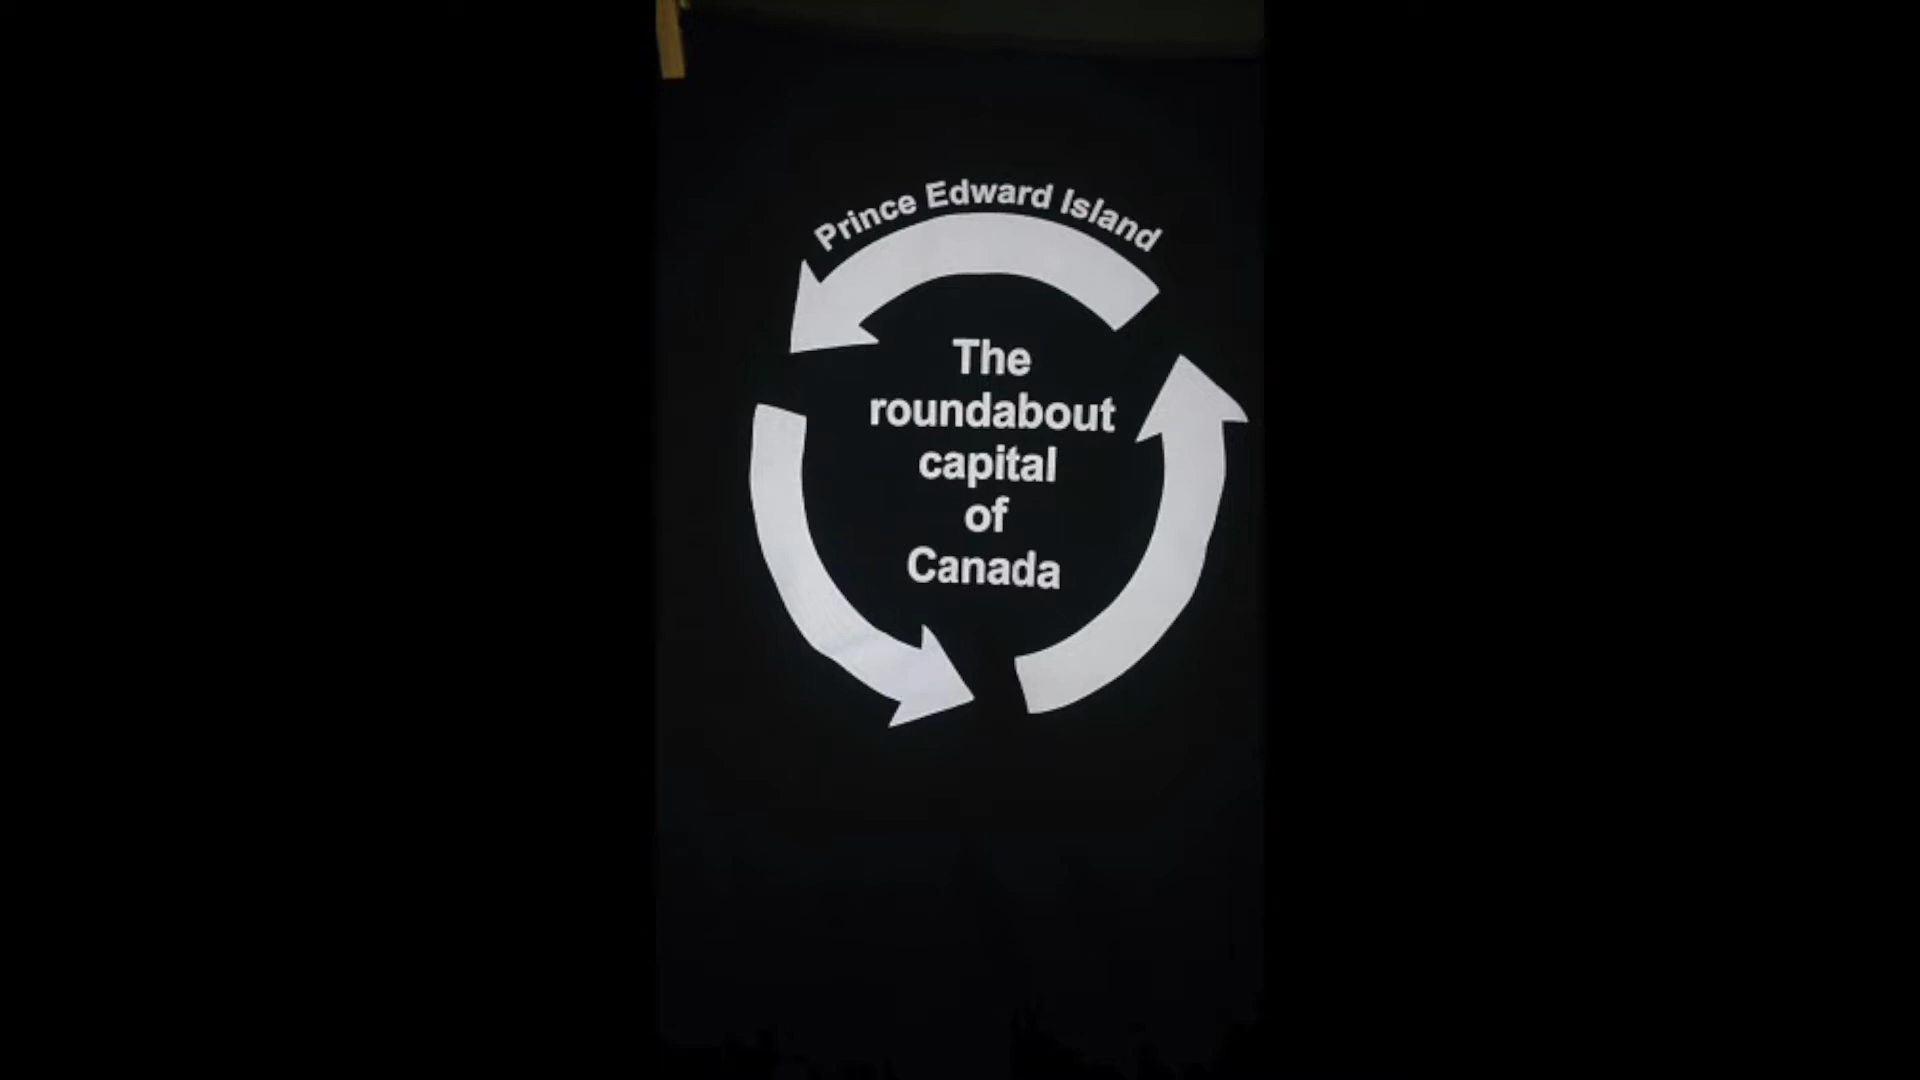 Prince Edward Island
The
roundabout
capital
of
Canada